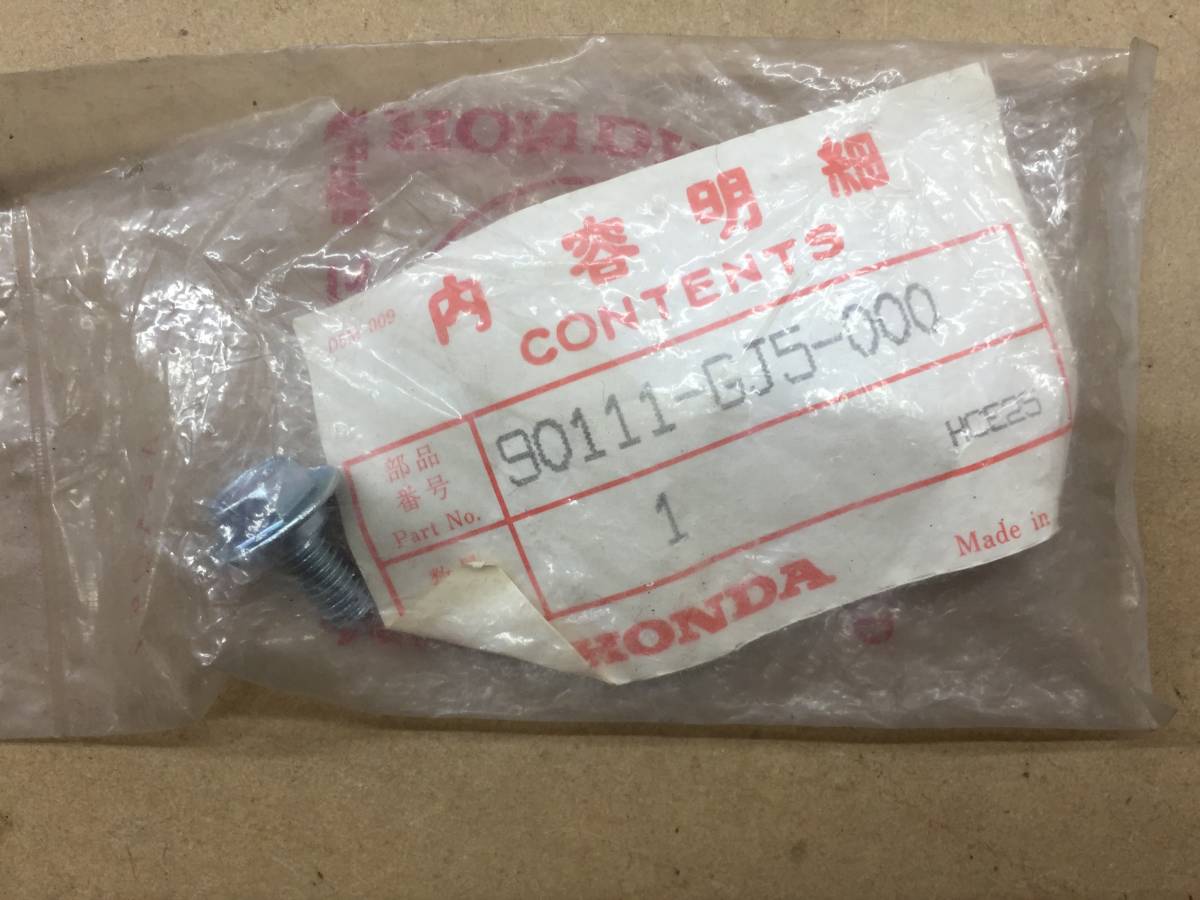 HONDA
内容明細
CONTENTS
部品
番号
Part No.
90111-GJ5-000
HCE25
1
HONDA
Made in